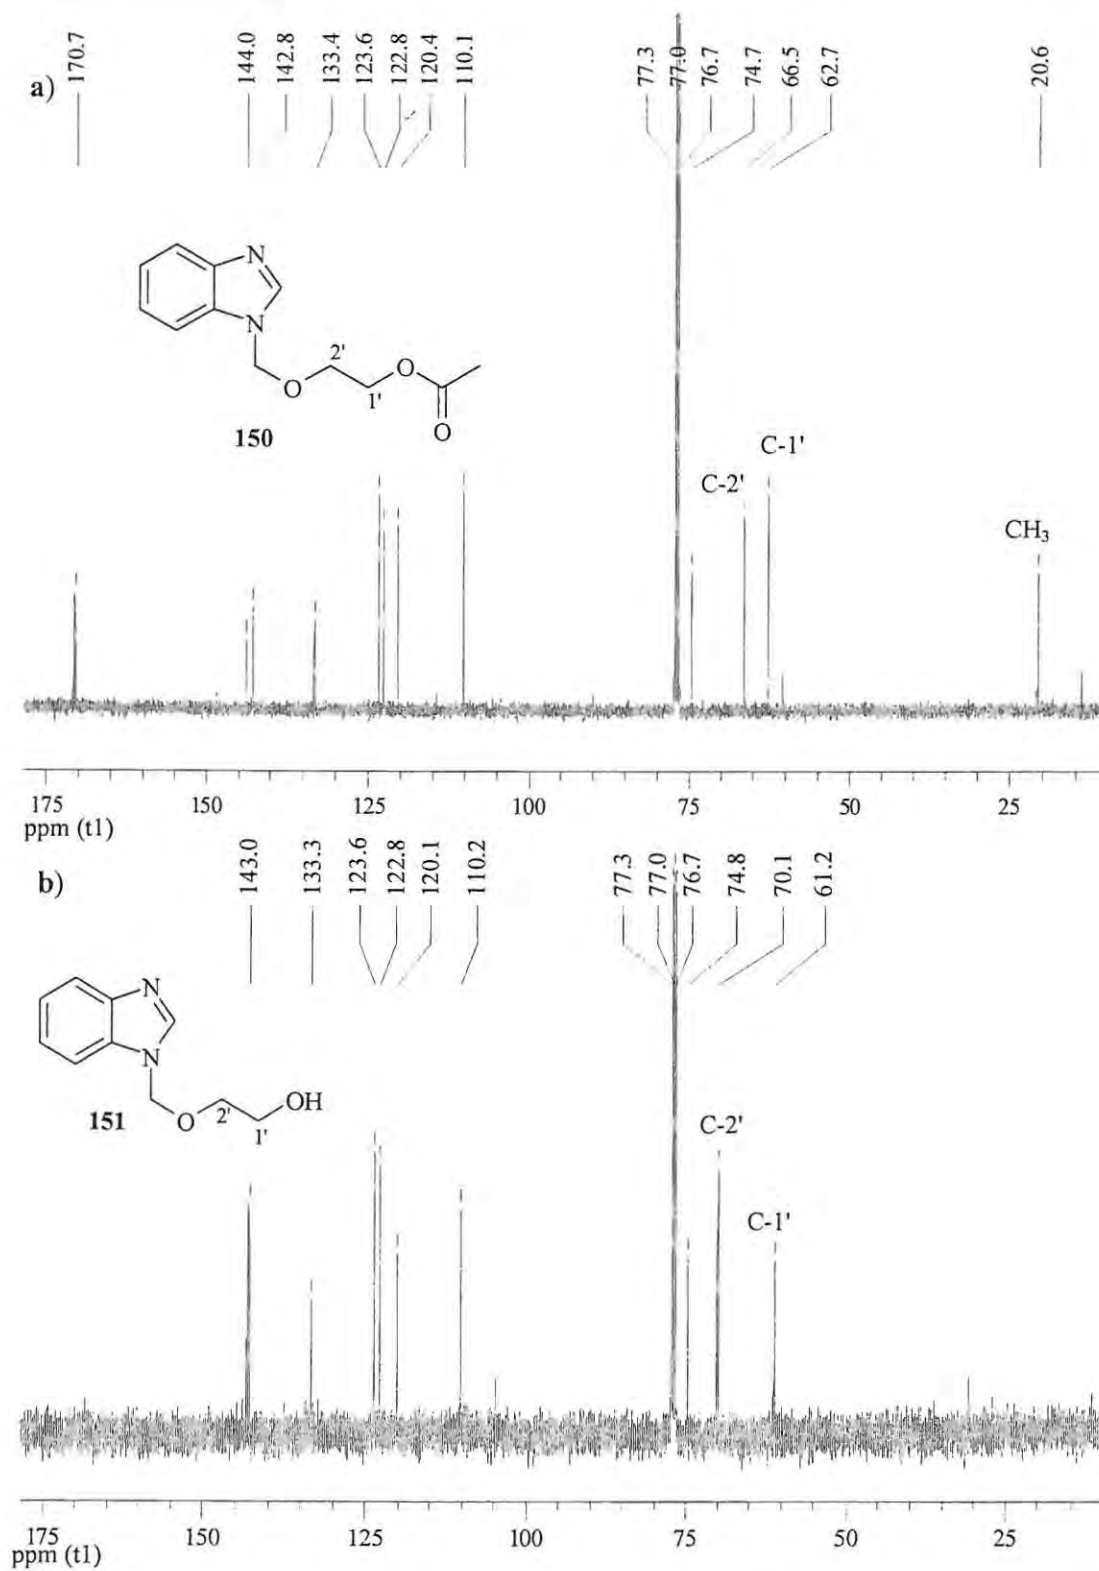 170.7 144.0 142.8 133.4 123.6 122.8 120.4 110.1 77.3 77.0 76.7 74.7 66.5 62.7 20.6
a)
N
N
2'
O
O
1'
O
150
C-1'
C-2'
CH3
175 150 125 100 75 50 25
ppm (t1)
143.0 133.3 123.6 122.8 120.1 110.2 77.3 77.0 76.7 74.8 70.1 61.2
b)
N
N
OH
2'
O
1'
151
C-2'
C-1'
175 150 125 100 75 50 25
ppm (t1)